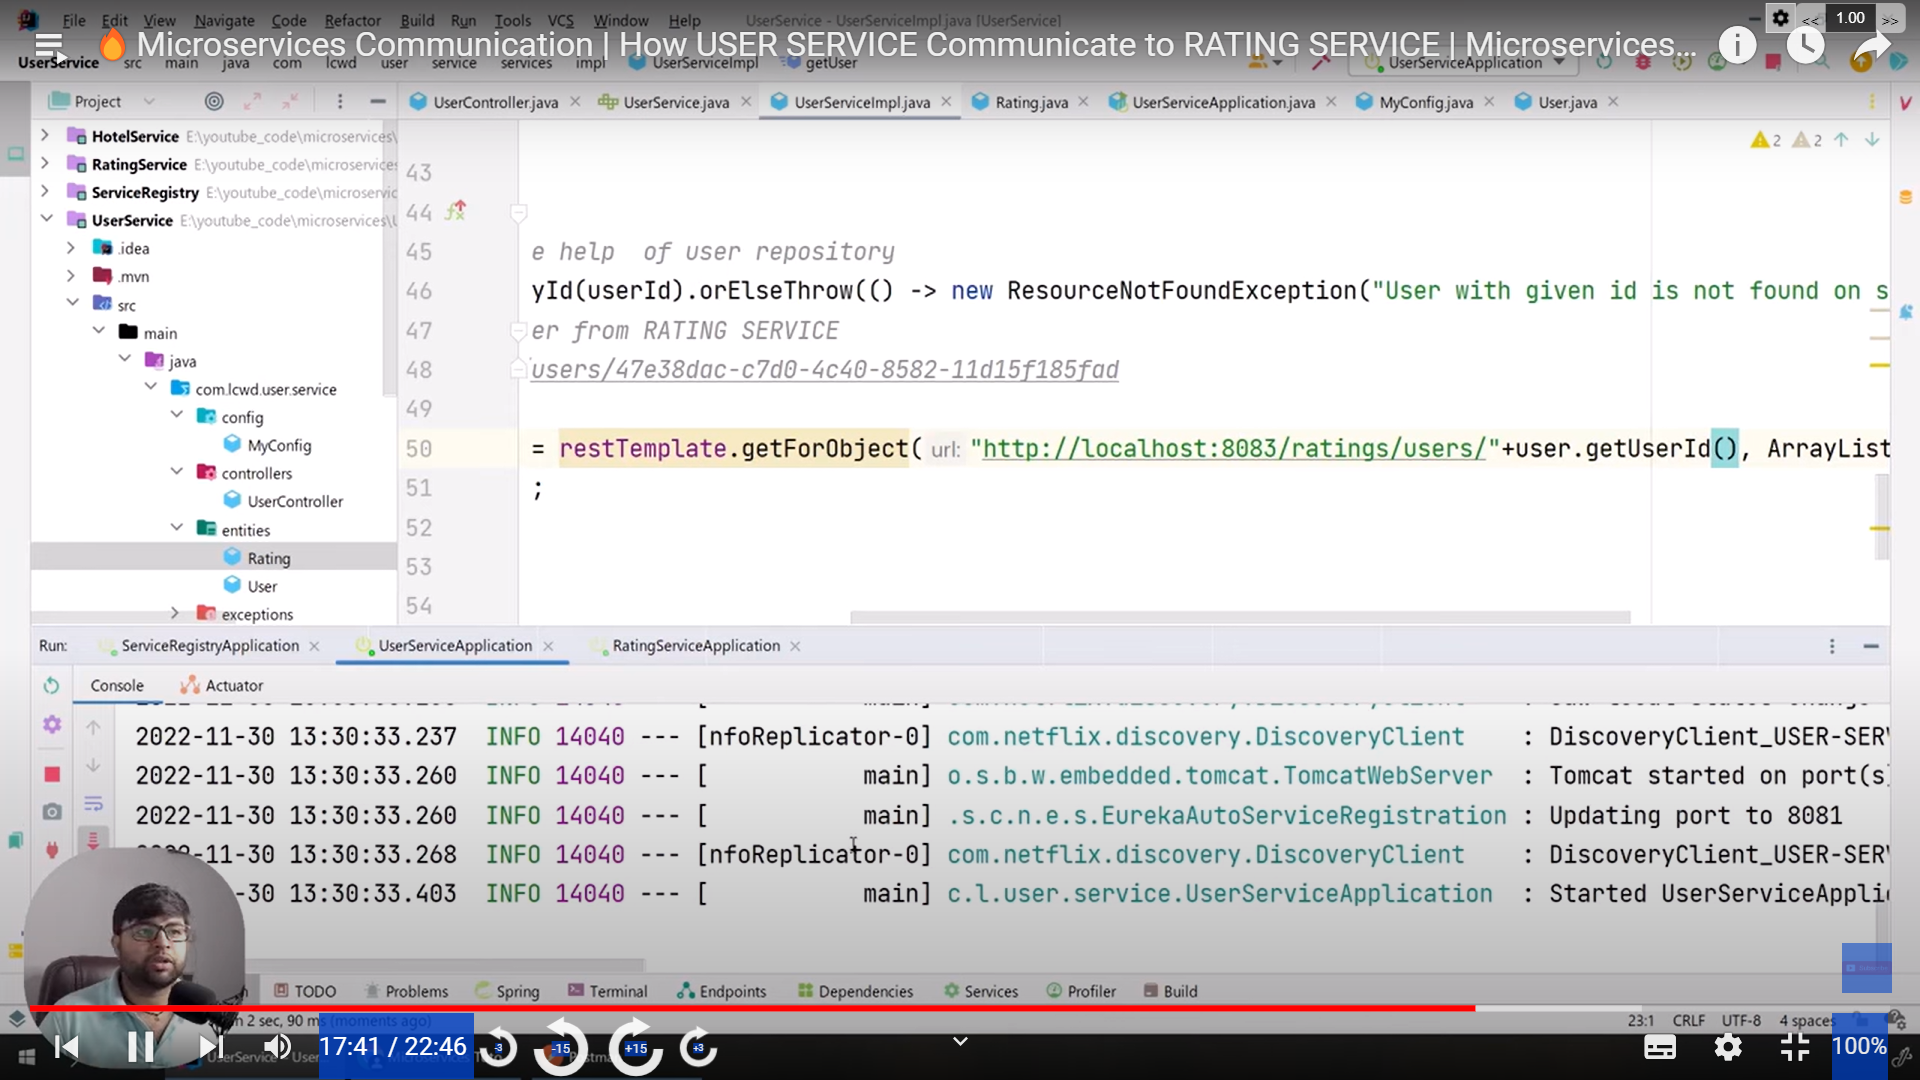 File Edit View Navigate Code Refactor Build Run Tools VCS Window Help UserService - UserServiceImpl.java [UserService]
<< 1.00 >>
🔥 Microservices Communication | How USER SERVICE Communicate to RATING SERVICE | Microservices...
UserService src main java com lcwd user service services impl UserServiceImpl getUser UserServiceApplication
Project
UserController.java UserService.java UserServiceImpl.java Rating.java UserServiceApplication.java MyConfig.java User.java
HotelService E:\youtube_code\microservices\
RatingService E:\youtube_code\microservices
ServiceRegistry E:\youtube_code\microservic
UserService E:\youtube_code\microservices\U
.idea
.mvn
src
main
java
com.lcwd.user.service
config
MyConfig
controllers
UserController
entities
Rating
User
exceptions
2 2
43
44
45 e help of user repository
46 yId(userId).orElseThrow(() -> new ResourceNotFoundException("User with given id is not found on s
47 er from RATING SERVICE
48 users/47e38dac-c7d0-4c40-8582-11d15f185fad
49
50 = restTemplate.getForObject( url: "http://localhost:8083/ratings/users/"+user.getUserId(), ArrayList
51 ;
52
53
54
Run: ServiceRegistryApplication UserServiceApplication RatingServiceApplication
Console Actuator
2022-11-30 13:30:33.237 INFO 14040 --- [nfoReplicator-0] com.netflix.discovery.DiscoveryClient : DiscoveryClient_USER-SER
2022-11-30 13:30:33.260 INFO 14040 --- [ main] o.s.b.w.embedded.tomcat.TomcatWebServer : Tomcat started on port(s
2022-11-30 13:30:33.260 INFO 14040 --- [ main] .s.c.n.e.s.EurekaAutoServiceRegistration : Updating port to 8081
-11-30 13:30:33.268 INFO 14040 --- [nfoReplicator-0] com.netflix.discovery.DiscoveryClient : DiscoveryClient_USER-SER
-30 13:30:33.403 INFO 14040 --- [ main] c.l.user.service.UserServiceApplication : Started UserServiceAppli
TODO Problems Spring Terminal Endpoints Dependencies Services Profiler Build
2 sec, 90 ms (moments ago)
23:1 CRLF UTF-8 4 spaces
17:41 / 22:46 -3 -15 +15 +3 100%